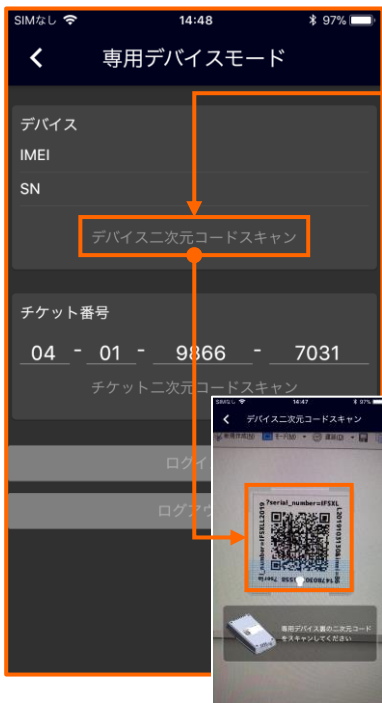 SIMなし 14:48 97%
専用デバイスモード
デバイス
IMEI
SN
デバイス二次元コードスキャン
チケット番号
04 - 01 - 9866 - 7031
チケット二次元コードスキャン
ログイ
ログアウ
SIMなし 14:47 97%
デバイス二次元コードスキャン
?serial_number=IFSXL
専用デバイス裏の二次元コード
をスキャンしてください